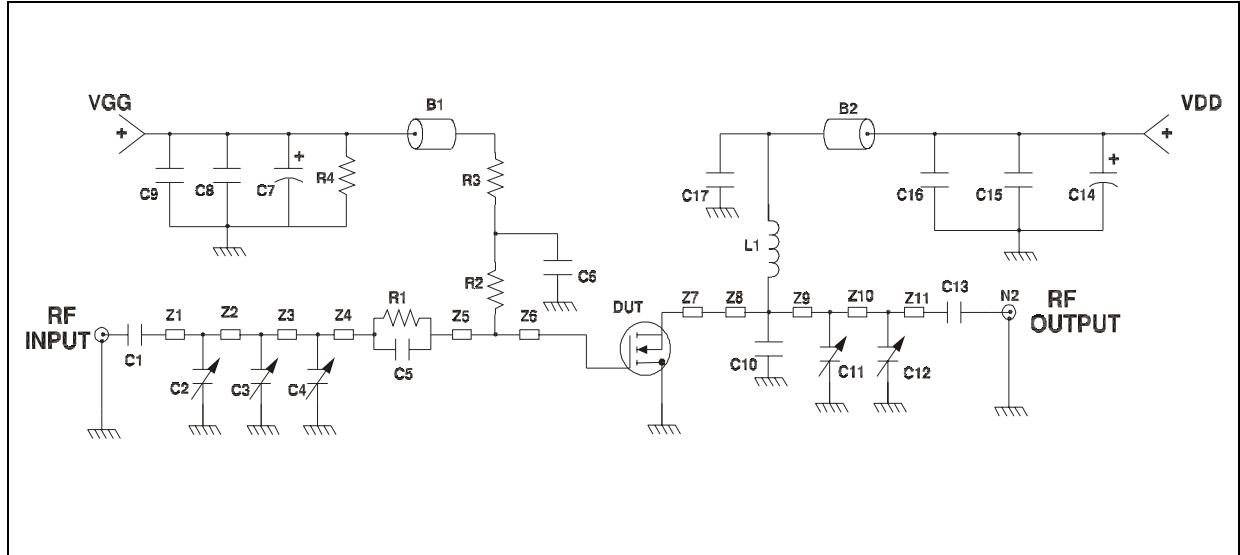 VGG
B1
B2
VDD
+
+
+
+
C9
C8
C7
R4
R3
C17
C16
C15
C14
L1
R2
C6
RF
INPUT
C1
Z1
Z2
Z3
Z4
R1
C5
Z5
Z6
DUT
Z7
Z8
Z9
Z10
Z11
C13
N2
RF
OUTPUT
C2
C3
C4
C10
C11
C12